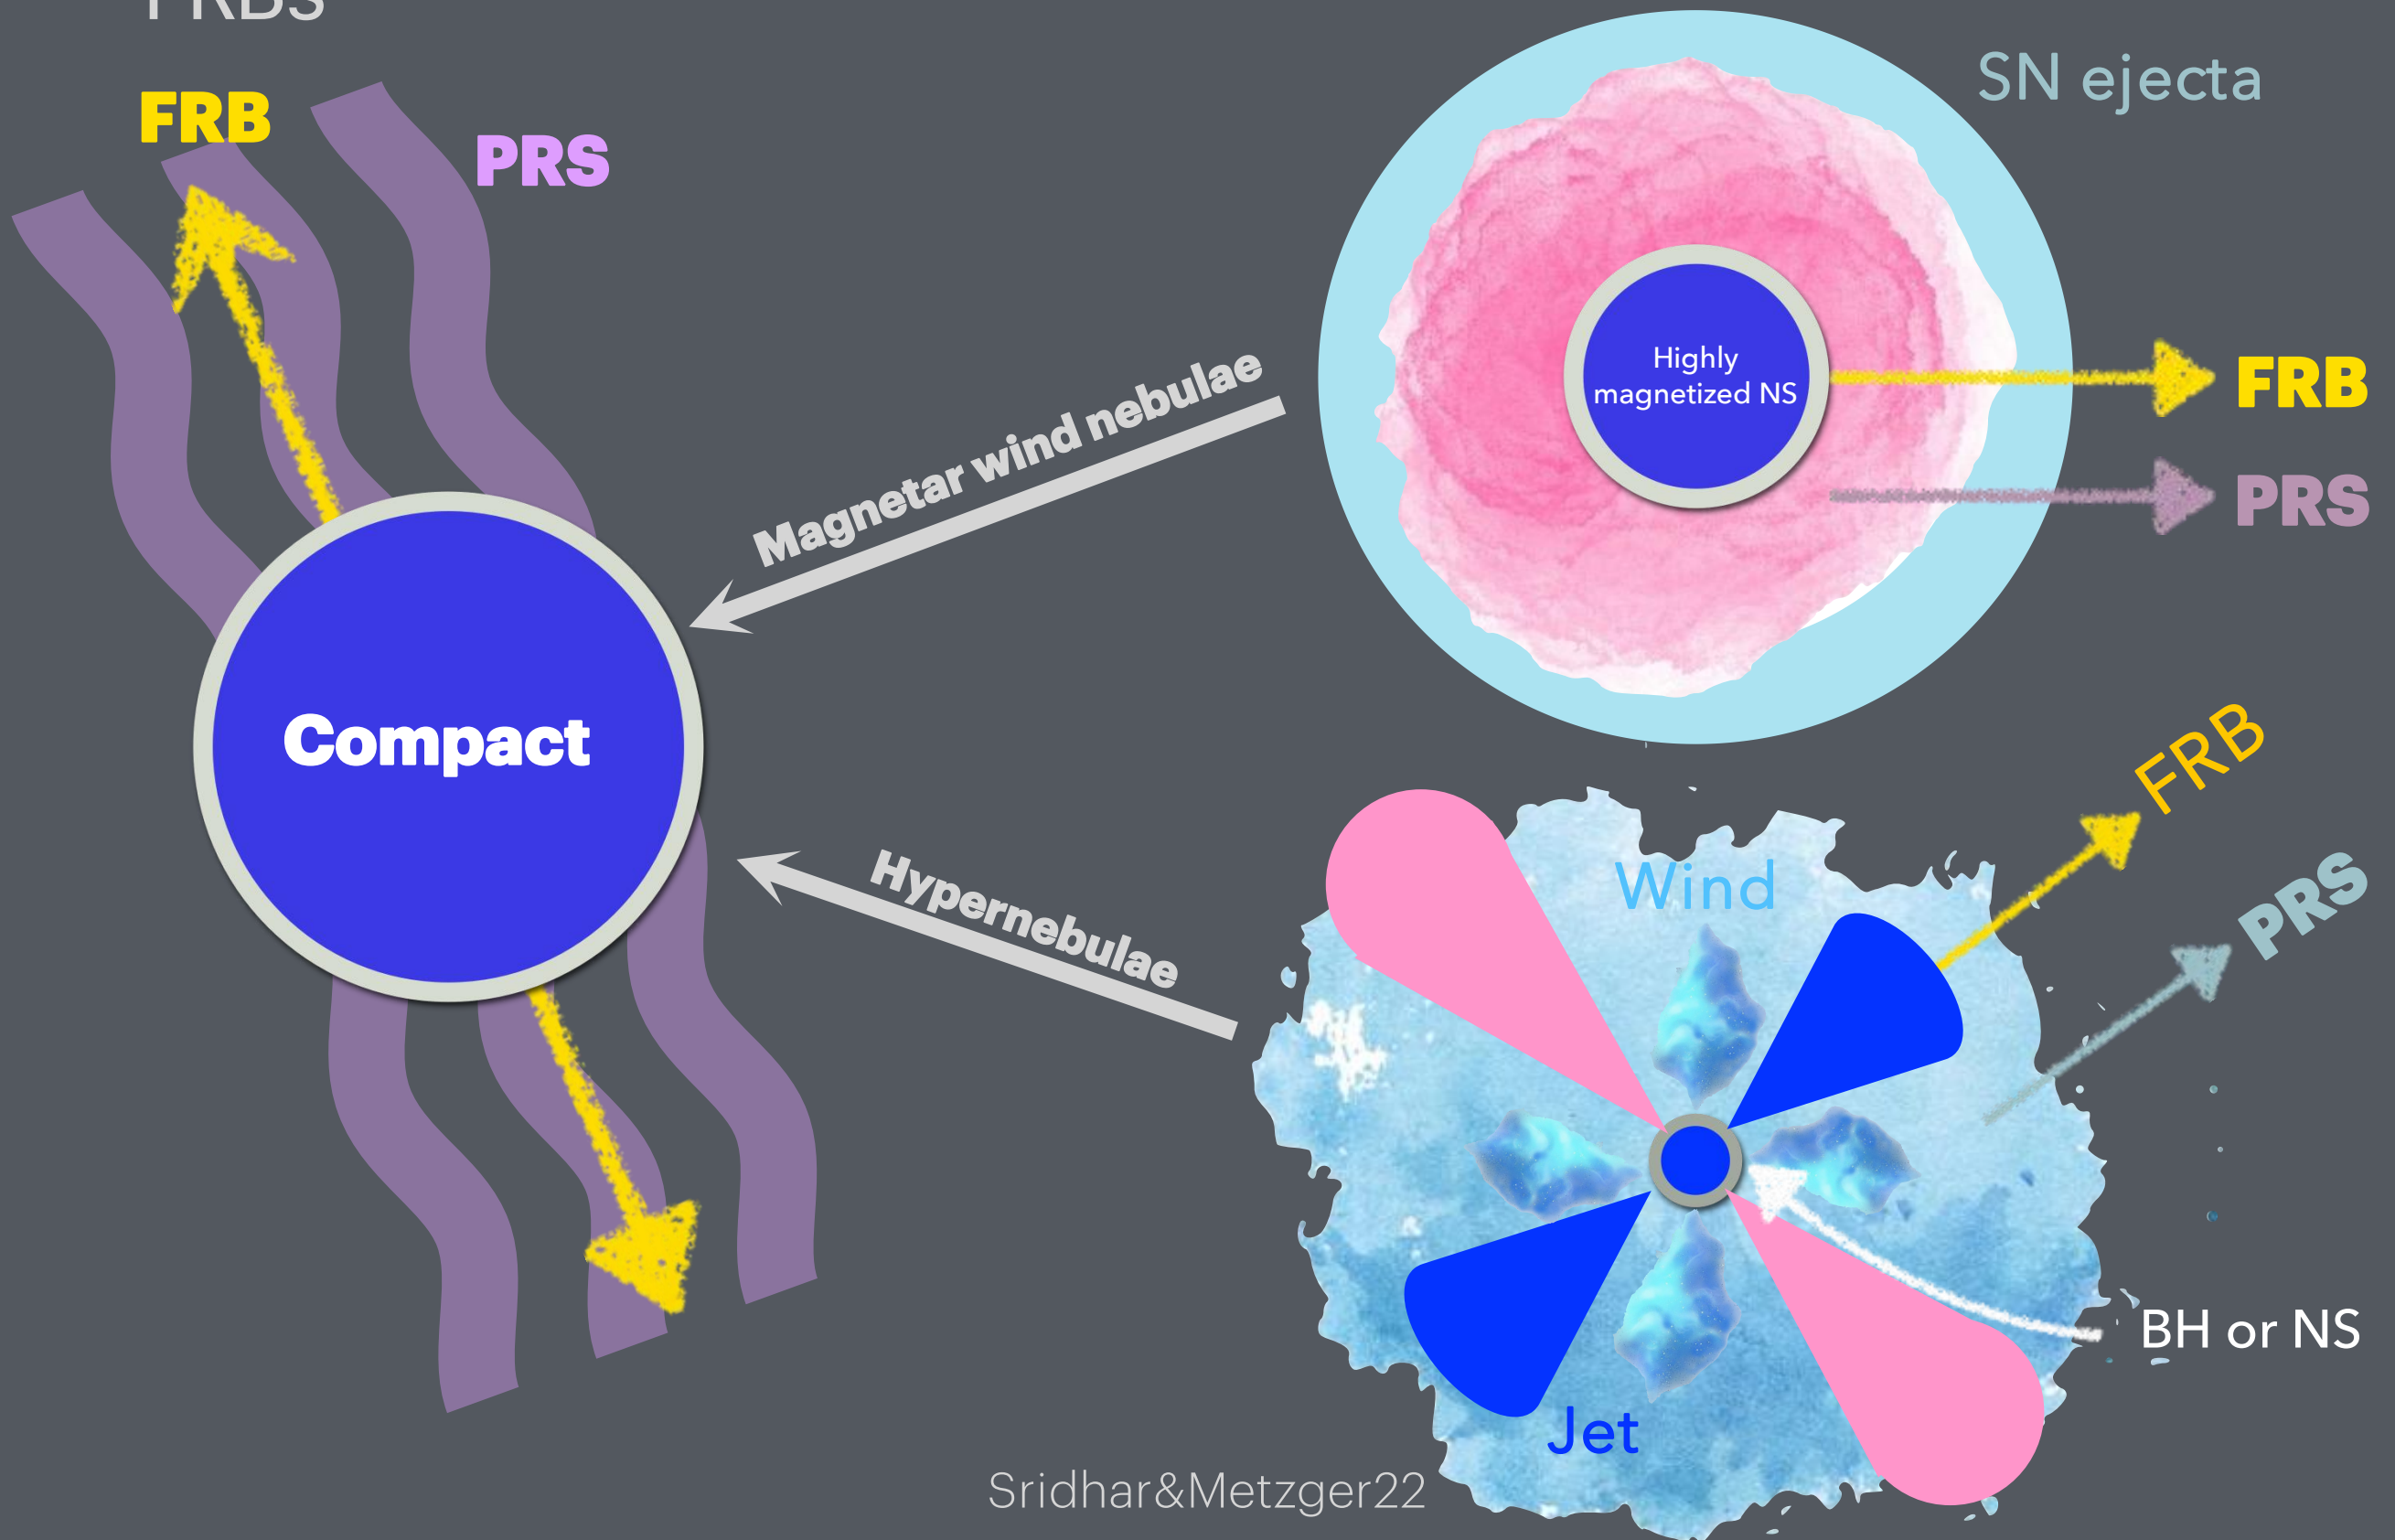 FRBs
FRB
PRS
SN ejecta
Highly
magnetized NS
FRB
PRS
Magnetar wind nebulae
Compact
Hypernebulae
Wind
FRB
PRS
BH or NS
Jet
Sridhar&Metzger22